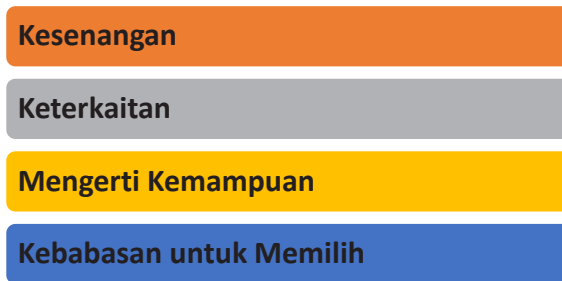 Kesenangan
Keterkaitan
Mengerti Kemampuan
Kebabasan untuk Memilih